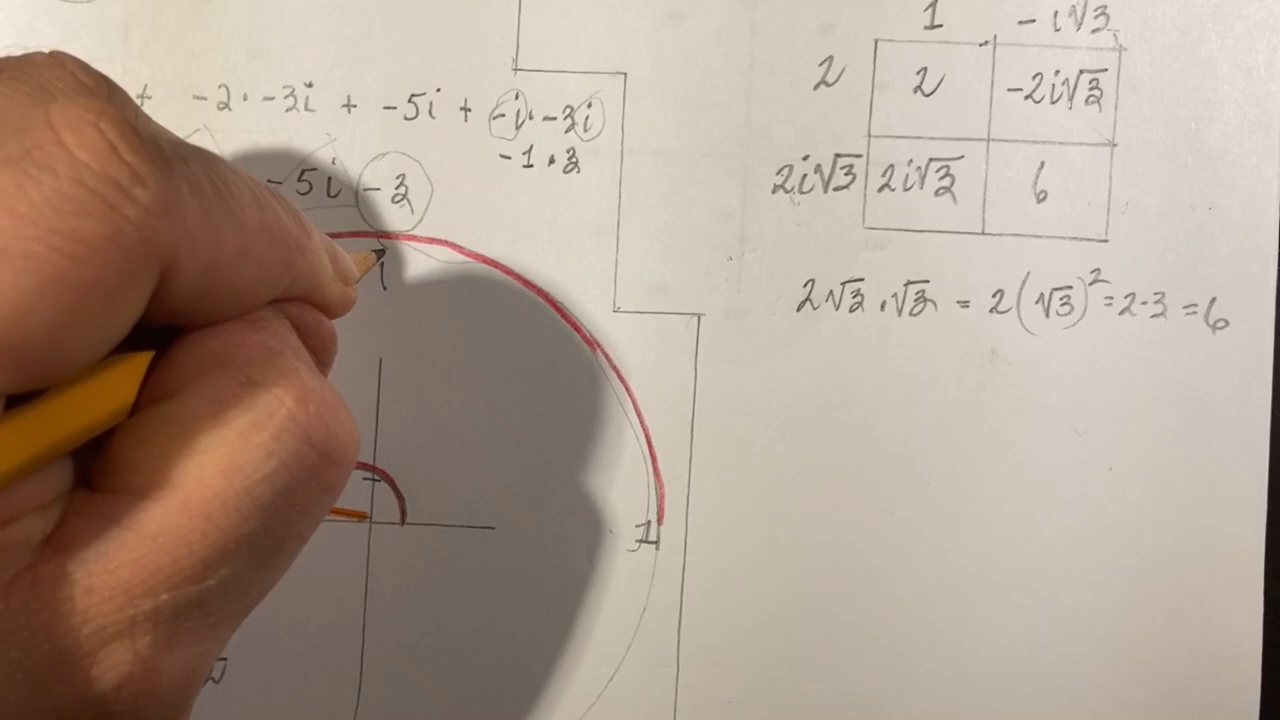 + -2· -3i + -5i + -i· -3i
-1 · 3
-5i -3
i
1
1 -i√3
2 2 -2i√3
2i√3 2i√3 6
2√3 · √3 = 2(√3)² = 2·3 = 6